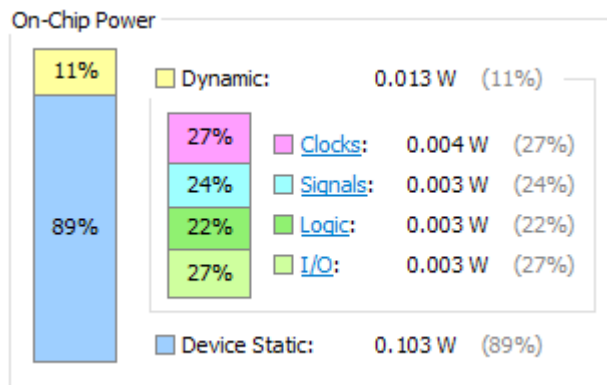 On-Chip Power
11%
Dynamic: 0.013 W (11%)
27%
Clocks: 0.004 W (27%)
24%
Signals: 0.003 W (24%)
89%
22%
Logic: 0.003 W (22%)
27%
I/O: 0.003 W (27%)
Device Static: 0.103 W (89%)